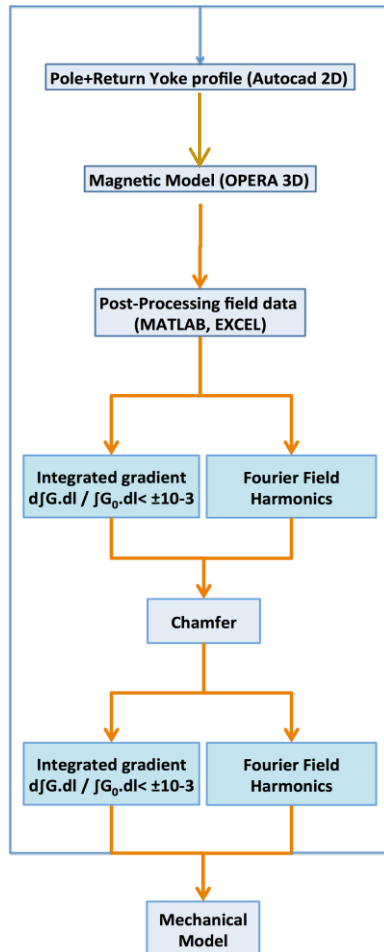 Pole+Return Yoke profile (Autocad 2D)
Magnetic Model (OPERA 3D)
Post-Processing field data
(MATLAB, EXCEL)
Integrated gradient
d∫G.dl / ∫G₀.dl< ±10-3
Fourier Field
Harmonics
Chamfer
Integrated gradient
d∫G.dl / ∫G₀.dl< ±10-3
Fourier Field
Harmonics
Mechanical
Model